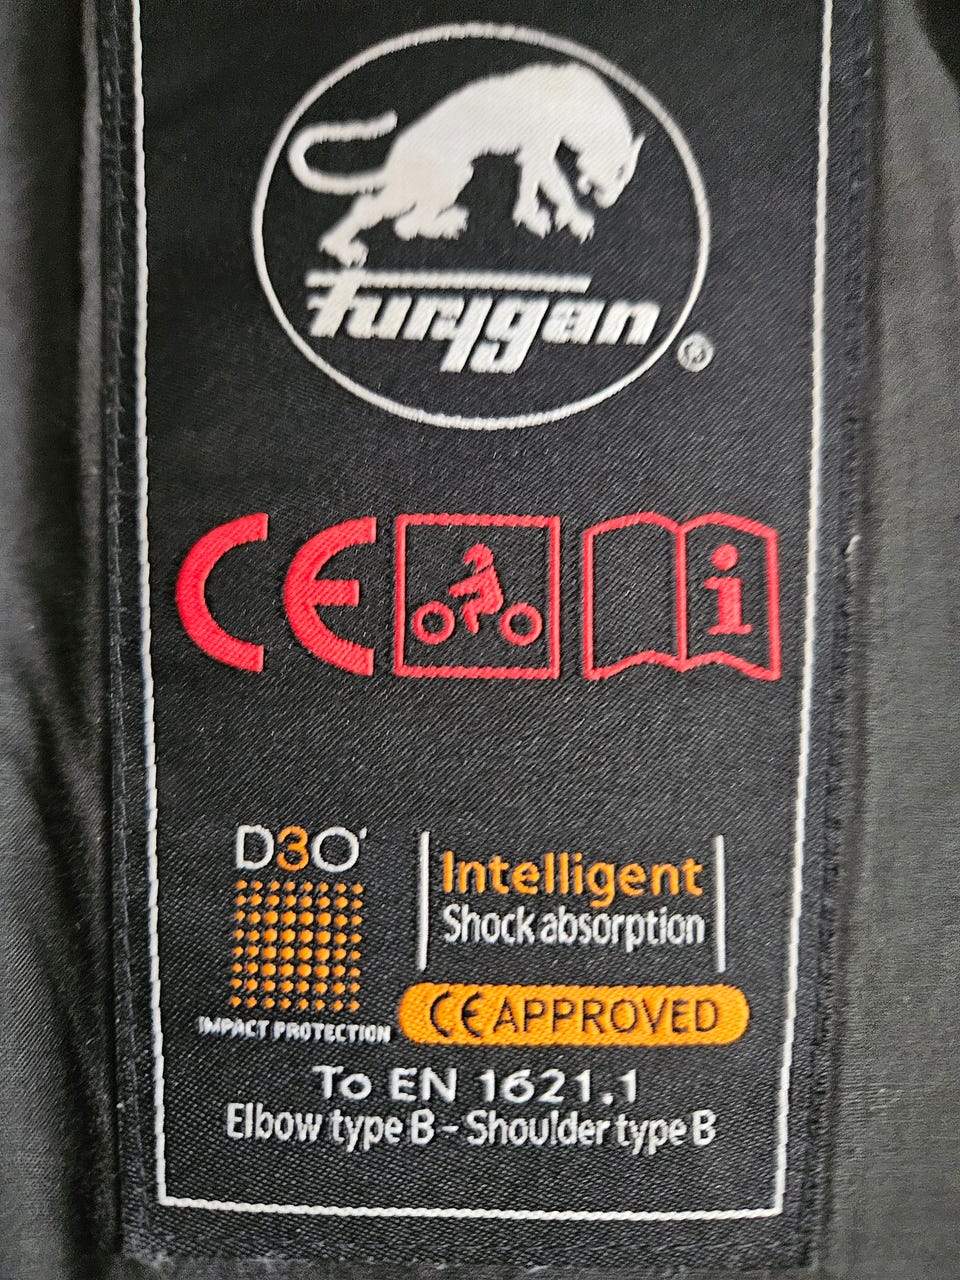 furygan
®
CE
i
D3O
Intelligent
Shock absorption
IMPACT PROTECTION
CE APPROVED
To EN 1621.1
Elbow type B - Shoulder type B